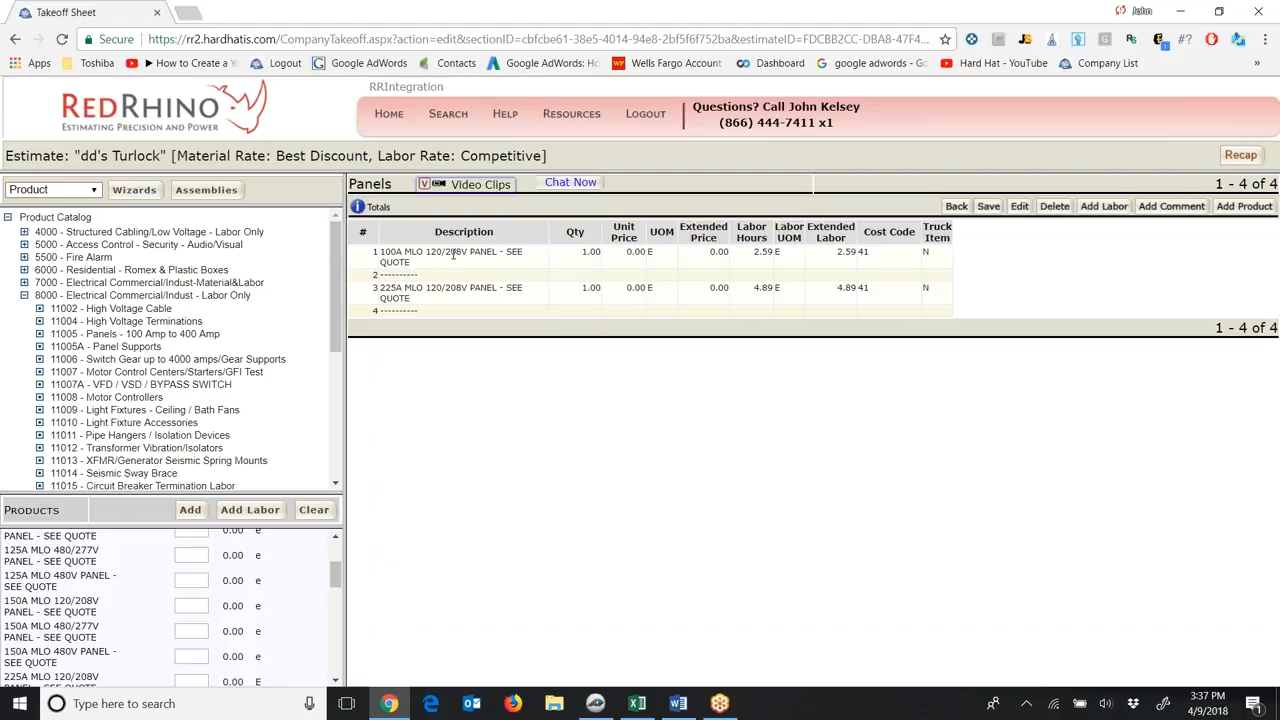 Takeoff Sheet
John
Secure https://rr2.hardhatis.com/CompanyTakeoff.aspx?action=edit&sectionID=cbfcbe61-38e5-4014-94e8-2bf5f6f752ba&estimateID=FDCBB2CC-DBA8-47F4...
Apps Toshiba ▶ How to Create a Y Logout Google AdWords Contacts Google AdWords: Ho Wells Fargo Account Dashboard google adwords - Go Hard Hat - YouTube Company List »
REDRHINO
ESTIMATING PRECISION AND POWER
RRIntegration
HOME SEARCH HELP RESOURCES LOGOUT
Questions? Call John Kelsey
(866) 444-7411 x1
Estimate: "dd's Turlock" [Material Rate: Best Discount, Labor Rate: Competitive]
Recap
Product Wizards Assemblies
Panels Video Clips Chat Now 1 - 4 of 4
Totals Back Save Edit Delete Add Labor Add Comment Add Product
# Description Qty Unit Price UOM Extended Price Labor Hours Labor UOM Extended Labor Cost Code Truck Item
1 100A MLO 120/208V PANEL - SEE QUOTE 1.00 0.00 E 0.00 2.59 E 2.59 41 N
2 ----------
3 225A MLO 120/208V PANEL - SEE QUOTE 1.00 0.00 E 0.00 4.89 E 4.89 41 N
4 ----------
1 - 4 of 4
Product Catalog
4000 - Structured Cabling/Low Voltage - Labor Only
5000 - Access Control - Security - Audio/Visual
5500 - Fire Alarm
6000 - Residential - Romex & Plastic Boxes
7000 - Electrical Commercial/Indust-Material&Labor
8000 - Electrical Commercial/Indust - Labor Only
11002 - High Voltage Cable
11004 - High Voltage Terminations
11005 - Panels - 100 Amp to 400 Amp
11005A - Panel Supports
11006 - Switch Gear up to 4000 amps/Gear Supports
11007 - Motor Control Centers/Starters/GFI Test
11007A - VFD / VSD / BYPASS SWITCH
11008 - Motor Controllers
11009 - Light Fixtures - Ceiling / Bath Fans
11010 - Light Fixture Accessories
11011 - Pipe Hangers / Isolation Devices
11012 - Transformer Vibration/Isolators
11013 - XFMR/Generator Seismic Spring Mounts
11014 - Seismic Sway Brace
11015 - Circuit Breaker Termination Labor
PRODUCTS Add Add Labor Clear
PANEL - SEE QUOTE 0.00 e
125A MLO 480/277V
PANEL - SEE QUOTE 0.00 e
125A MLO 480V PANEL -
SEE QUOTE 0.00 e
150A MLO 120/208V
PANEL - SEE QUOTE 0.00 e
150A MLO 480/277V
PANEL - SEE QUOTE 0.00 e
150A MLO 480V PANEL -
SEE QUOTE 0.00 e
225A MLO 120/208V 0.00 E
Type here to search
3:37 PM
4/9/2018